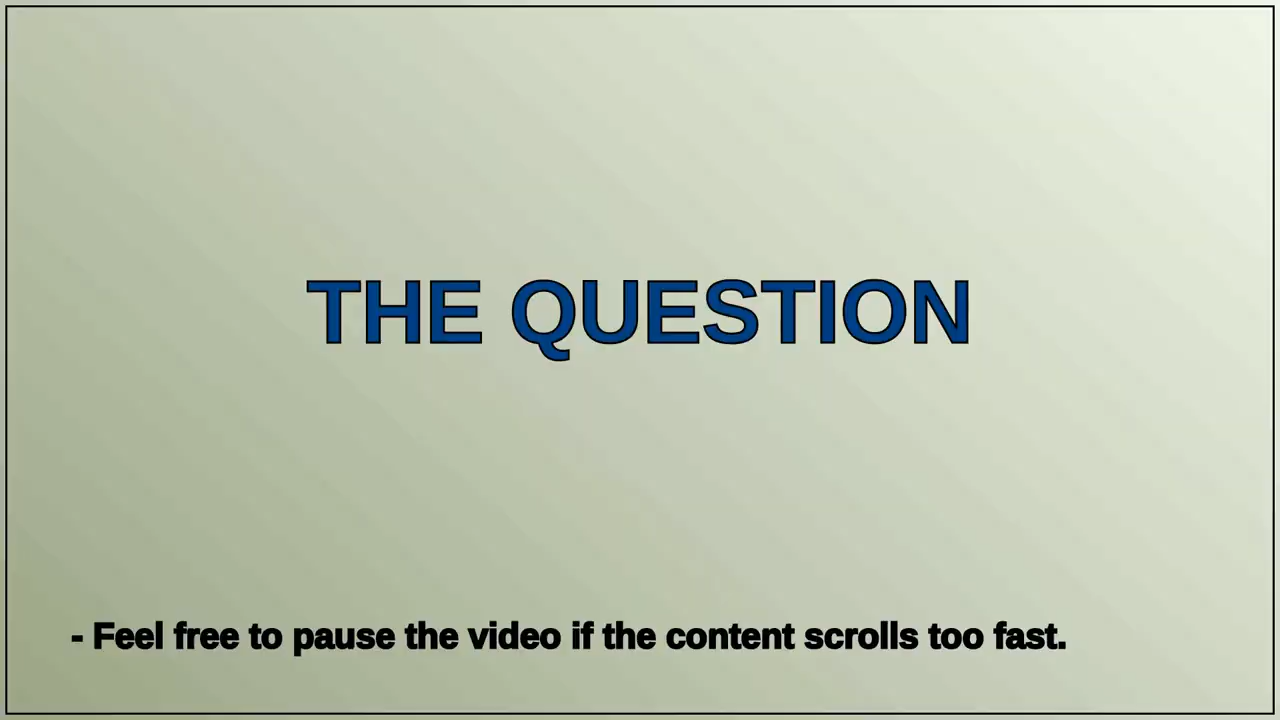 THE QUESTION
- Feel free to pause the video if the content scrolls too fast.